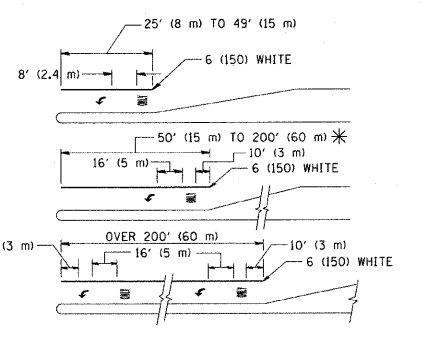 25' (8 m) TO 49' (15 m)
6 (150) WHITE
8' (2.4 m)
50' (15 m) TO 200' (60 m) *
16' (5 m)
10' (3 m)
6 (150) WHITE
OVER 200' (60 m)
(3 m)
16' (5 m)
10' (3 m)
6 (150) WHITE